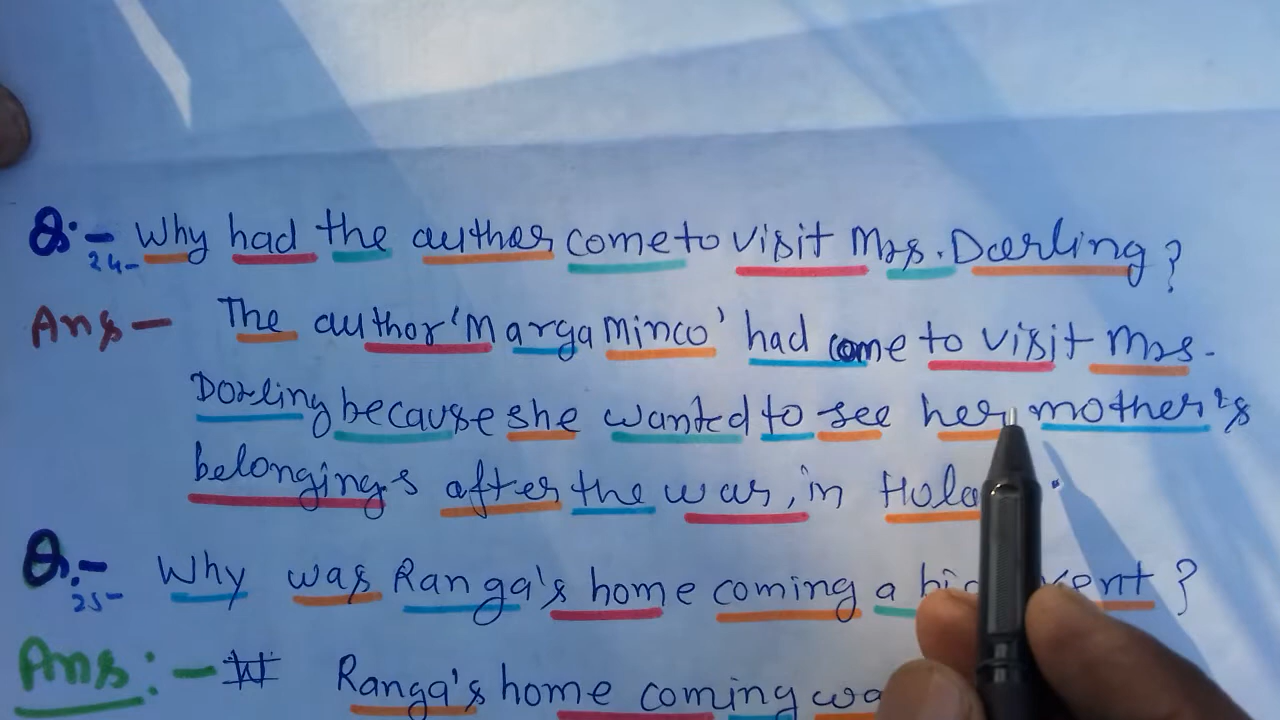 Q:- Why had the author come to visit Mrs. Darling?
24-
Ans- The author 'Marga Minco' had come to visit Mrs.
Dorling because she wanted to see her mother's
belongings after the war, in
Q:- Why was Ranga's home coming a
25-
Ans:- Ranga's home coming